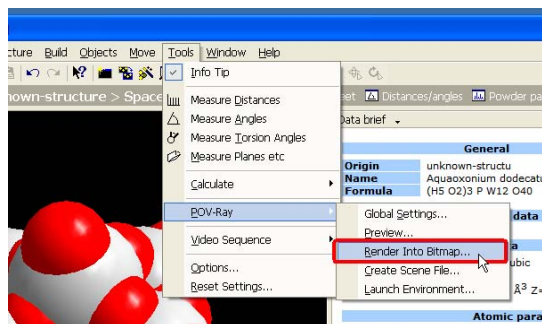 cture Build Objects Move Tools Window Help
nown-structure > Space
Info Tip
Measure Distances
Measure Angles
Measure Torsion Angles
Measure Planes etc
Calculate
POV-Ray
Video Sequence
Options...
Reset Settings...
Global Settings...
Preview...
Render Into Bitmap...
Create Scene File...
Launch Environment...
eet Distances/angles Powder pa
Data brief
General
Origin unknown-structu
Name Aquaoxonium dodecatu
Formula (H5 O2)3 P W12 O40
data
a
ubic
Å3 Z=
Atomic para